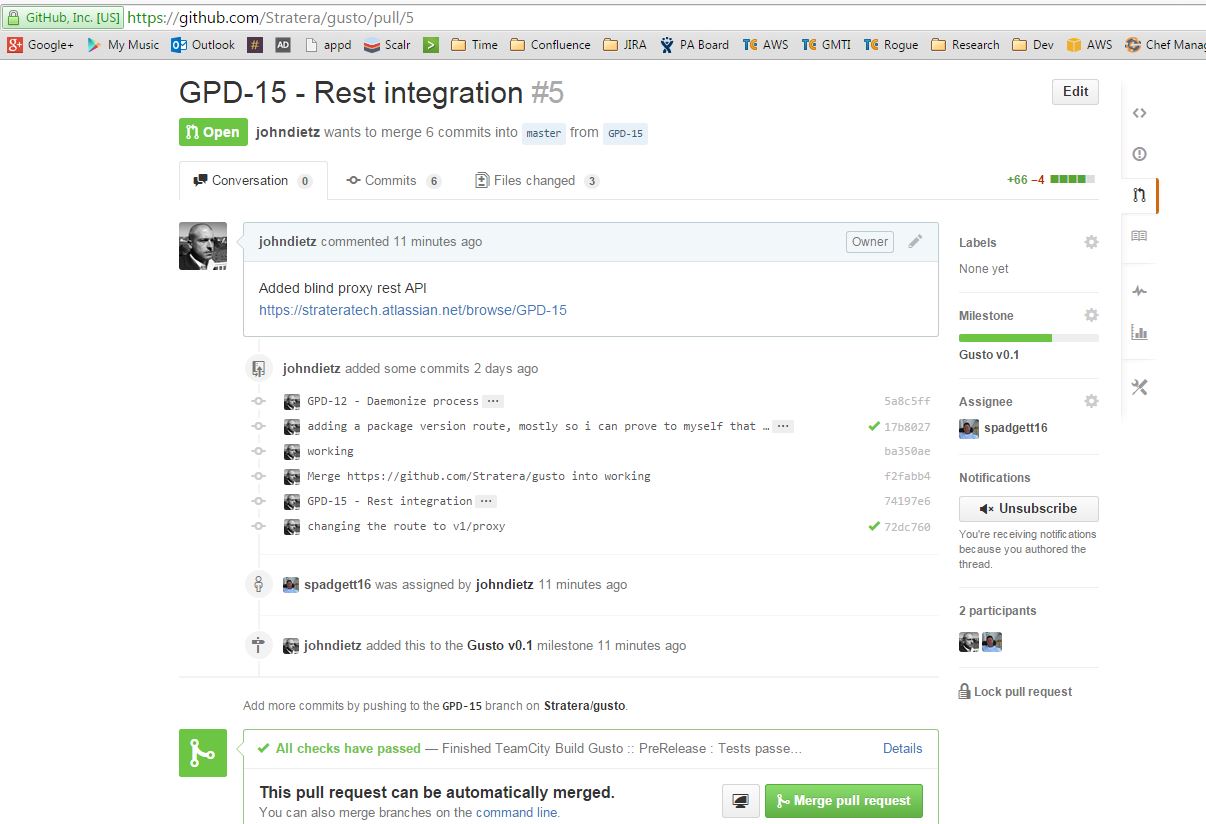 GitHub, Inc. [US] https://github.com/Stratera/gusto/pull/5
Google+ My Music Outlook # AD appd Scalr > Time Confluence JIRA PA Board TC AWS TC GMTI TC Rogue Research Dev AWS Chef Manag
GPD-15 - Rest integration #5
Edit
Open johndietz wants to merge 6 commits into master from GPD-15
Conversation 0 Commits 6 Files changed 3 +66 −4
johndietz commented 11 minutes ago Owner
Added blind proxy rest API
https://strateratech.atlassian.net/browse/GPD-15
johndietz added some commits 2 days ago
GPD-12 - Daemonize process … 5a8c5ff
adding a package version route, mostly so i can prove to myself that … … 17b8027
working ba350ae
Merge https://github.com/Stratera/gusto into working f2fabb4
GPD-15 - Rest integration … 74197e6
changing the route to v1/proxy 72dc760
spadgett16 was assigned by johndietz 11 minutes ago
johndietz added this to the Gusto v0.1 milestone 11 minutes ago
Add more commits by pushing to the GPD-15 branch on Stratera/gusto.
All checks have passed — Finished TeamCity Build Gusto :: PreRelease : Tests passe… Details
This pull request can be automatically merged.
You can also merge branches on the command line.
Merge pull request
Labels
None yet
Milestone
Gusto v0.1
Assignee
spadgett16
Notifications
Unsubscribe
You're receiving notifications
because you authored the
thread.
2 participants
Lock pull request